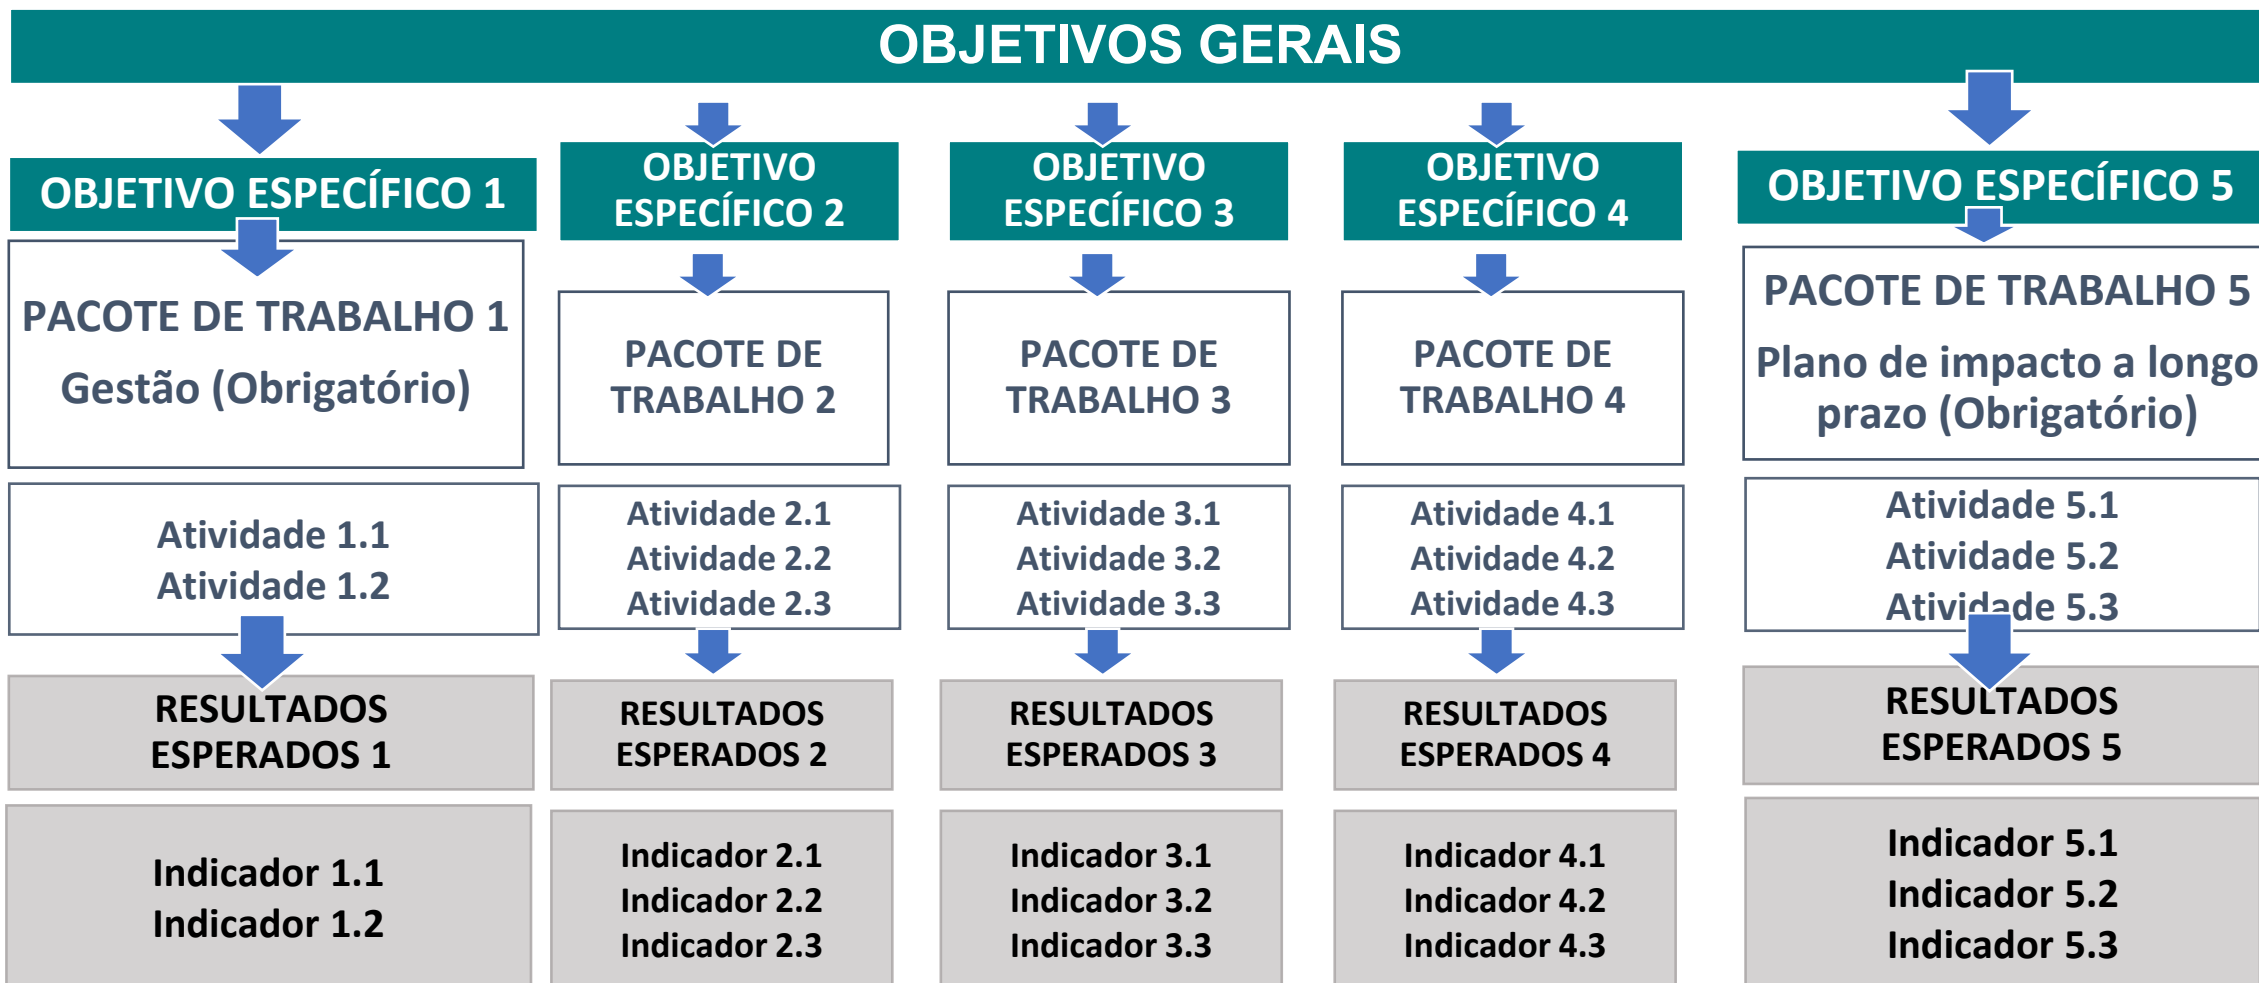 OBJETIVOS GERAIS
OBJETIVO ESPECÍFICO 1
PACOTE DE TRABALHO 1
Gestão (Obrigatório)
Atividade 1.1
Atividade 1.2
RESULTADOS
ESPERADOS 1
Indicador 1.1
Indicador 1.2
OBJETIVO
ESPECÍFICO 2
PACOTE DE
TRABALHO 2
Atividade 2.1
Atividade 2.2
Atividade 2.3
RESULTADOS
ESPERADOS 2
Indicador 2.1
Indicador 2.2
Indicador 2.3
OBJETIVO
ESPECÍFICO 3
PACOTE DE
TRABALHO 3
Atividade 3.1
Atividade 3.2
Atividade 3.3
RESULTADOS
ESPERADOS 3
Indicador 3.1
Indicador 3.2
Indicador 3.3
OBJETIVO
ESPECÍFICO 4
PACOTE DE
TRABALHO 4
Atividade 4.1
Atividade 4.2
Atividade 4.3
RESULTADOS
ESPERADOS 4
Indicador 4.1
Indicador 4.2
Indicador 4.3
OBJETIVO ESPECÍFICO 5
PACOTE DE TRABALHO 5
Plano de impacto a longo
prazo (Obrigatório)
Atividade 5.1
Atividade 5.2
Atividade 5.3
RESULTADOS
ESPERADOS 5
Indicador 5.1
Indicador 5.2
Indicador 5.3